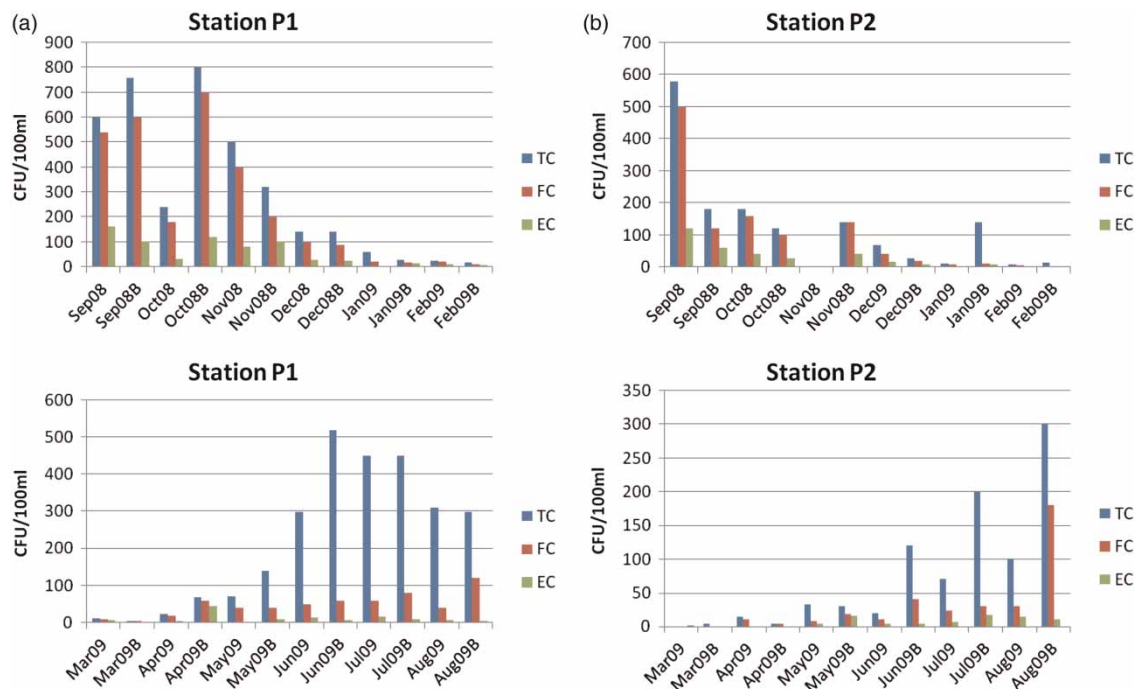 (a)
Station P1
CFU/100ml
900
800
700
600
500
400
300
200
100
0
Sep08
Sep08B
Oct08
Oct08B
Nov08
Nov08B
Dec08
Dec08B
Jan09
Jan09B
Feb09
Feb09B
TC
FC
EC
(b)
Station P2
CFU/100ml
700
600
500
400
300
200
100
0
Sep08
Sep08B
Oct08
Oct08B
Nov08
Nov08B
Dec09
Dec09B
Jan09
Jan09B
Feb09
Feb09B
TC
FC
EC
Station P1
CFU/100ml
600
500
400
300
200
100
0
Mar09
Mar09B
Apr09
Apr09B
May09
May09B
Jun09
Jun09B
Jul09
Jul09B
Aug09
Aug09B
TC
FC
EC
Station P2
CFU/100ml
350
300
250
200
150
100
50
0
Mar09
Mar09B
Apr09
Apr09B
May09
May09B
Jun09
Jun09B
Jul09
Jul09B
Aug09
Aug09B
TC
FC
EC